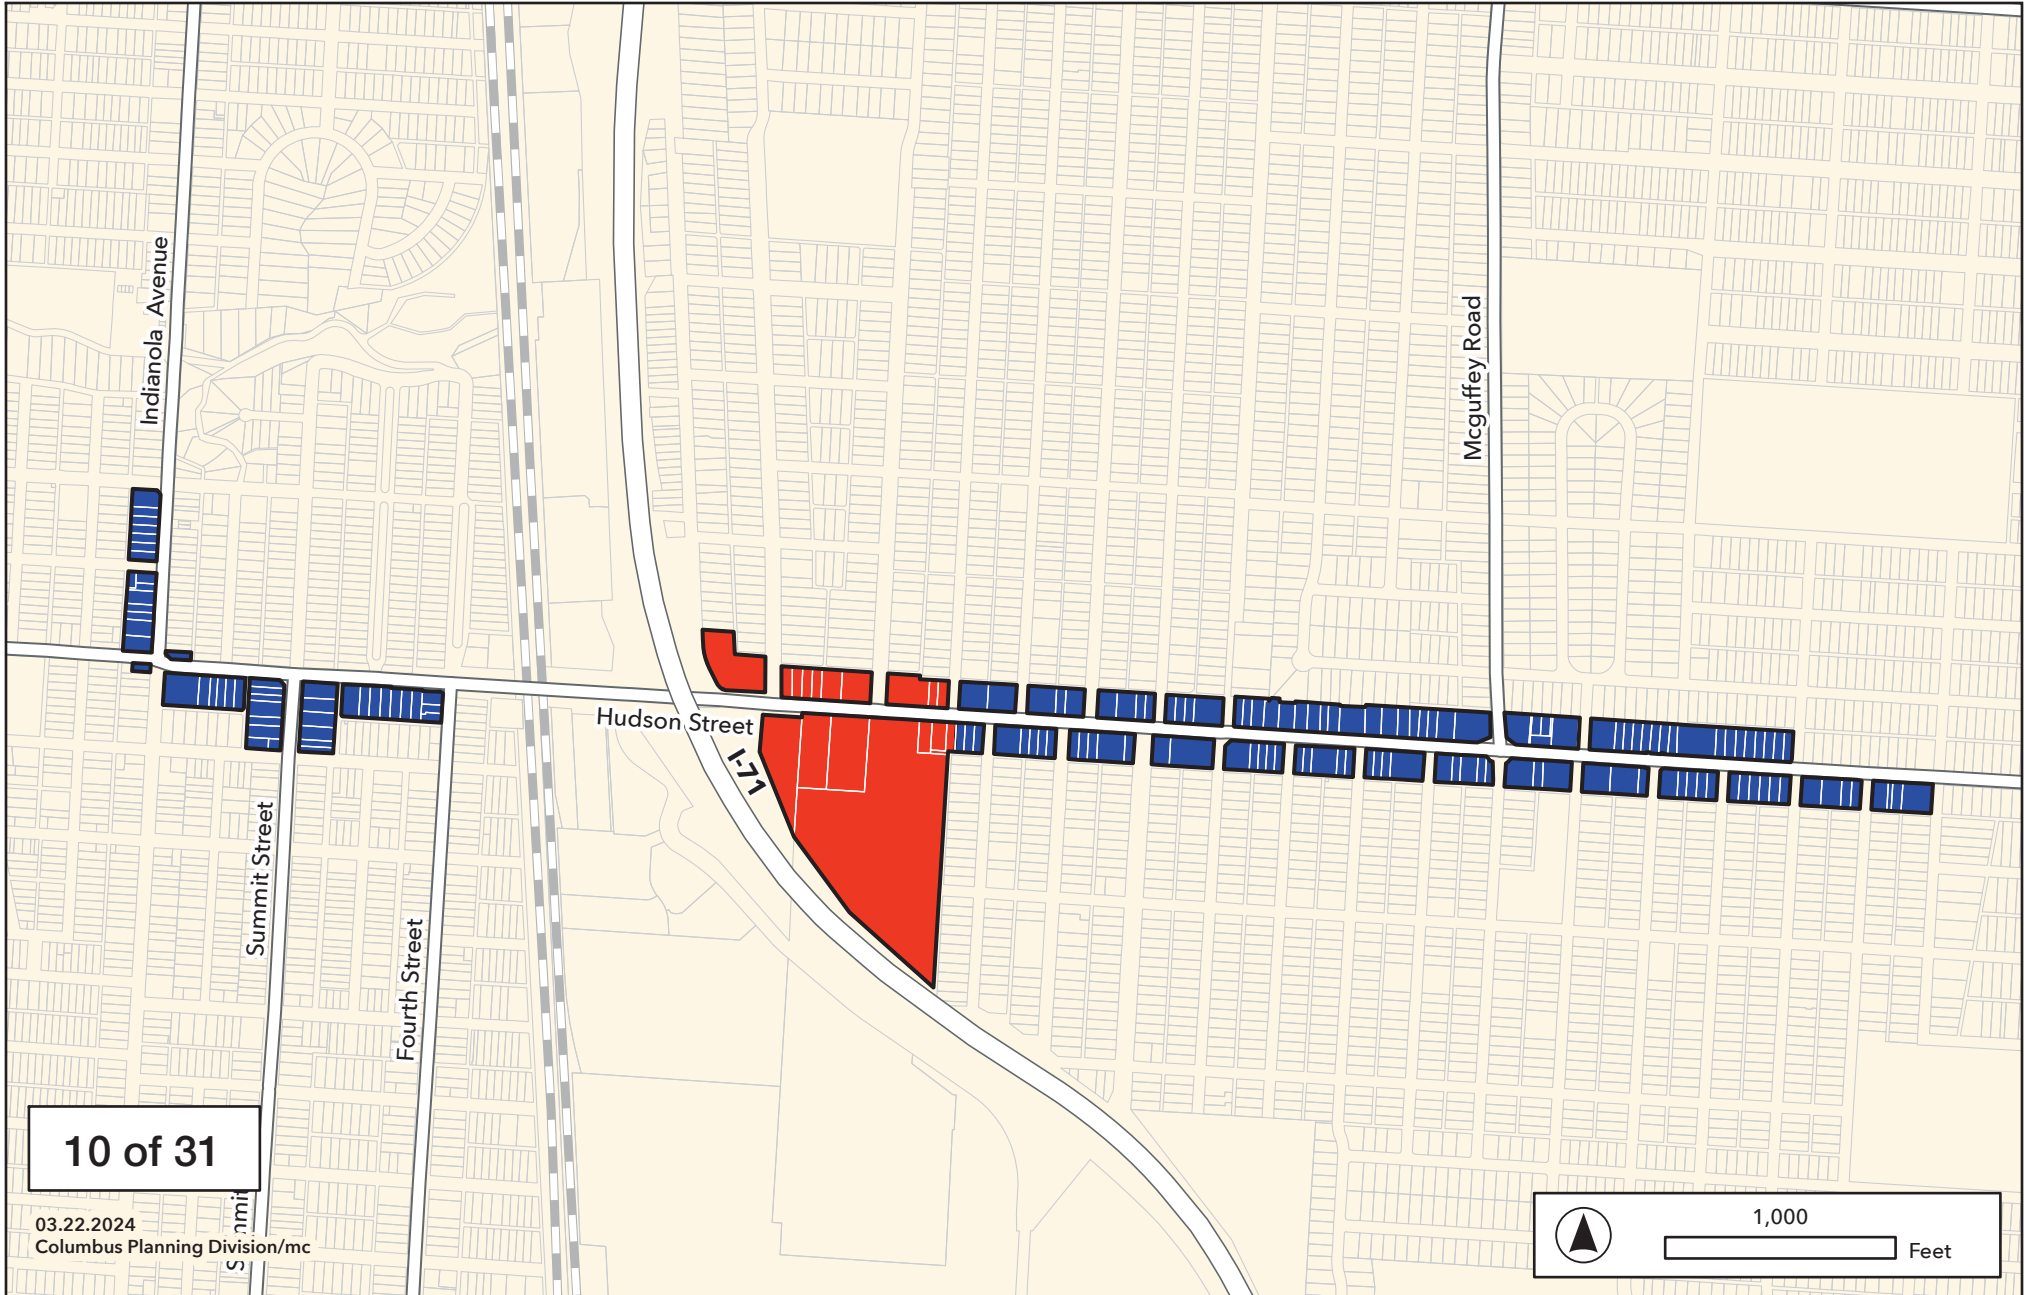 Indianola Avenue
Mcguffey Road
Hudson Street
I-71
Summit Street
Fourth Street
10 of 31
Summit
03.22.2024
Columbus Planning Division/mc
1,000
Feet